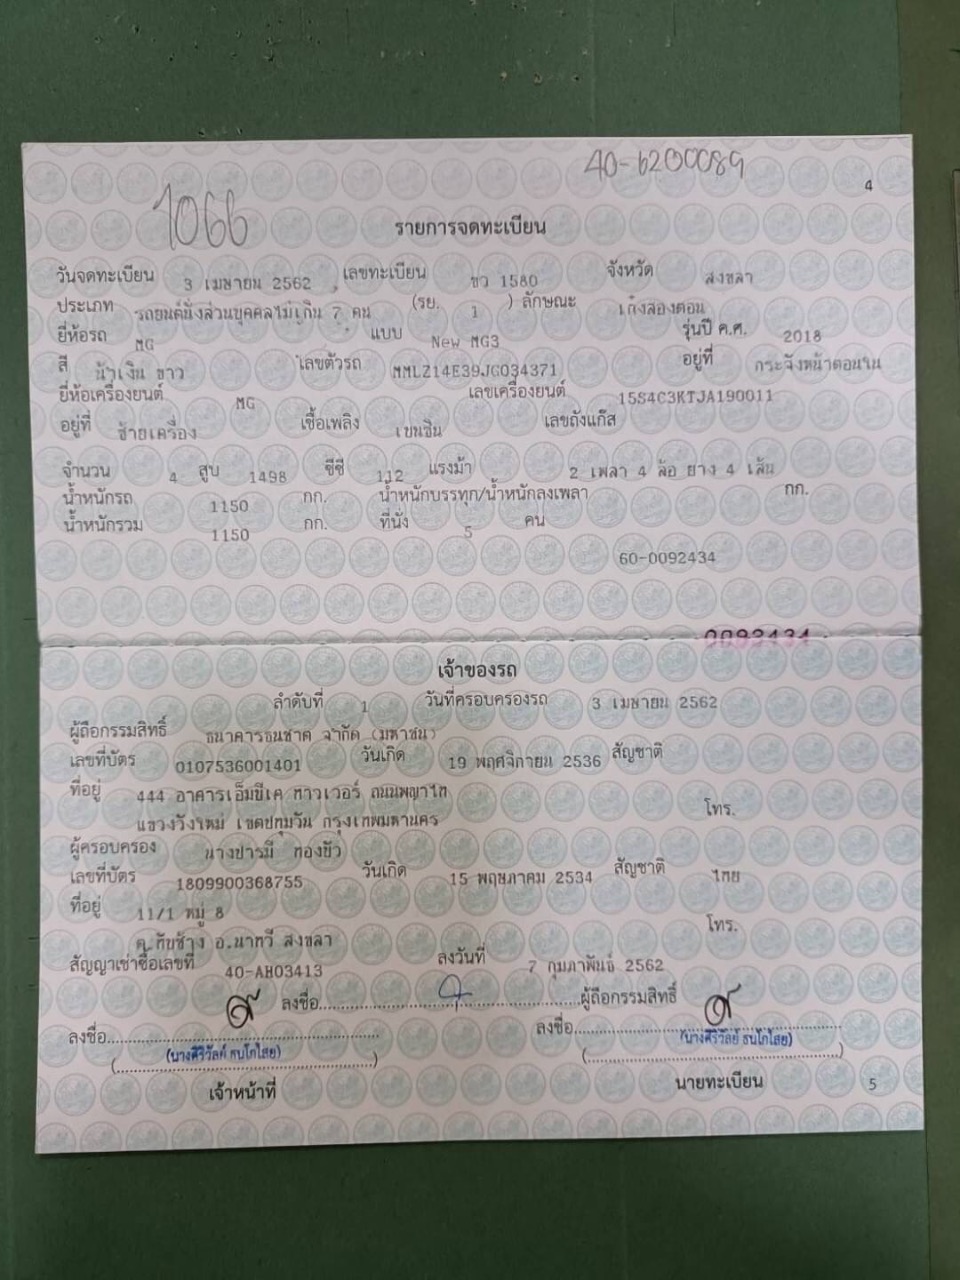 40-6200089
4
1066
รายการจดทะเบียน
วันจดทะเบียน 3 เมษายน 2562 เลขทะเบียน ขว 1580 จังหวัด สงขลา
ประเภท รถยนต์นั่งส่วนบุคคลไม่เกิน 7 คน (รย. 1 ) ลักษณะ เก๋งสองตอน
ยี่ห้อรถ MG แบบ New MG3 รุ่นปี ค.ศ. 2018
สี น้ำเงิน ขาว เลขตัวรถ MMLZ14E39JG034371 อยู่ที่ กระจังหน้าตอนใน
ยี่ห้อเครื่องยนต์ MG เลขเครื่องยนต์ 15S4C3KTJA190011
อยู่ที่ ซ้ายเครื่อง เชื้อเพลิง เบนซิน เลขถังแก๊ส
จำนวน 4 สูบ 1498 ซีซี 112 แรงม้า 2 เพลา 4 ล้อ ยาง 4 เส้น
น้ำหนักรถ 1150 กก. น้ำหนักบรรทุก/น้ำหนักลงเพลา กก.
น้ำหนักรวม 1150 กก. ที่นั่ง 5 คน
60-0092434
0092434
เจ้าของรถ
ลำดับที่ 1 วันที่ครอบครองรถ 3 เมษายน 2562
ผู้ถือกรรมสิทธิ์ ธนาคารธนชาต จำกัด (มหาชน)
เลขที่บัตร 0107536001401 วันเกิด 19 พฤศจิกายน 2536 สัญชาติ
ที่อยู่ 444 อาคารเอ็มบีเค ทาวเวอร์ ถนนพญาไท
แขวงวังใหม่ เขตปทุมวัน กรุงเทพมหานคร โทร.
ผู้ครอบครอง นางปารมี ทองขิว
เลขที่บัตร 1809900368755 วันเกิด 15 พฤษภาคม 2534 สัญชาติ ไทย
ที่อยู่ 11/1 หมู่ 8
ต.ทับช้าง อ.นาทวี สงขลา โทร.
สัญญาเช่าซื้อเลขที่ 40-AH03413 ลงวันที่ 7 กุมภาพันธ์ 2562
ลงชื่อ ผู้ถือกรรมสิทธิ์
ลงชื่อ ลงชื่อ
(นางศิริวัลย์ ธนโกไสย) (นางศิริวัลย์ ธนโกไสย)
เจ้าหน้าที่ นายทะเบียน 5